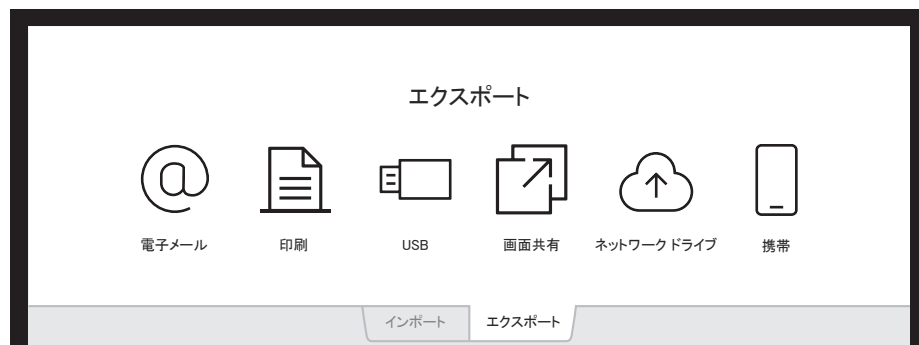 エクスポート
電子メール
印刷
USB
画面共有
ネットワーク ドライブ
携帯
インポート
エクスポート